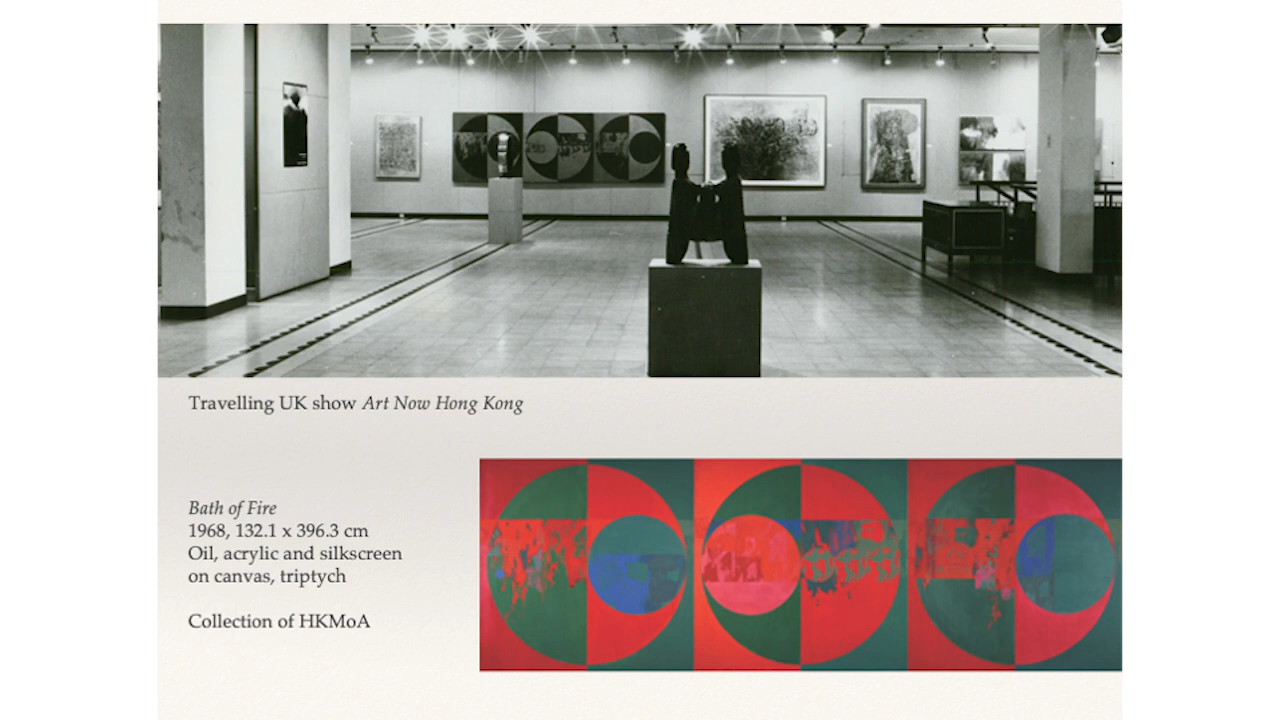 Travelling UK show Art Now Hong Kong
Bath of Fire
1968, 132.1 x 396.3 cm
Oil, acrylic and silkscreen
on canvas, triptych
Collection of HKMoA